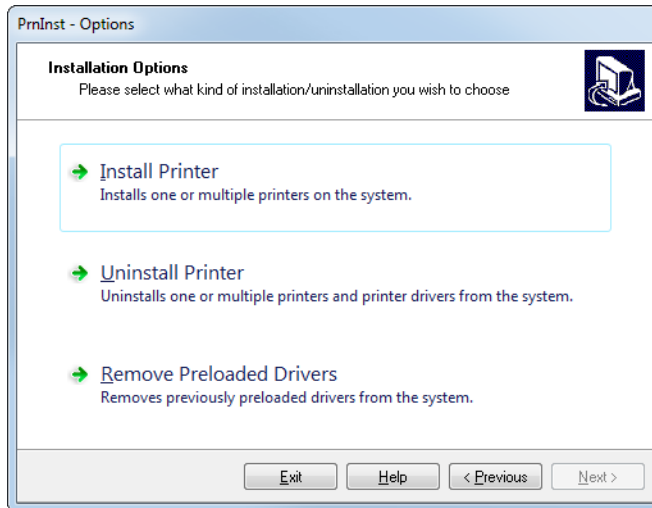 PrnInst - Options
Installation Options
Please select what kind of installation/uninstallation you wish to choose
Install Printer
Installs one or multiple printers on the system.
Uninstall Printer
Uninstalls one or multiple printers and printer drivers from the system.
Remove Preloaded Drivers
Removes previously preloaded drivers from the system.
Exit Help < Previous Next >